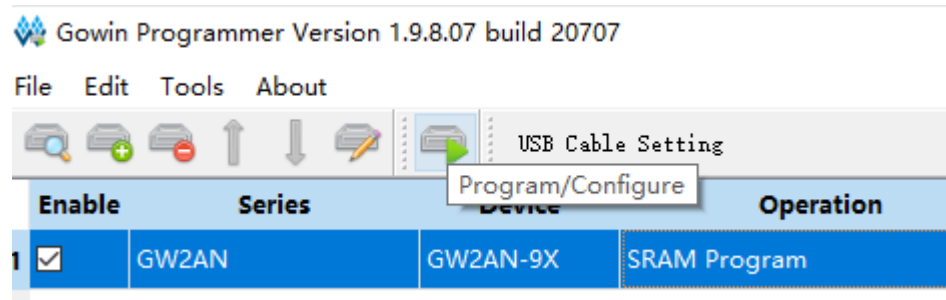 Gowin Programmer Version 1.9.8.07 build 20707
File Edit Tools About
USB Cable Setting
Program/Configure
Enable Series Device Operation
1 GW2AN GW2AN-9X SRAM Program